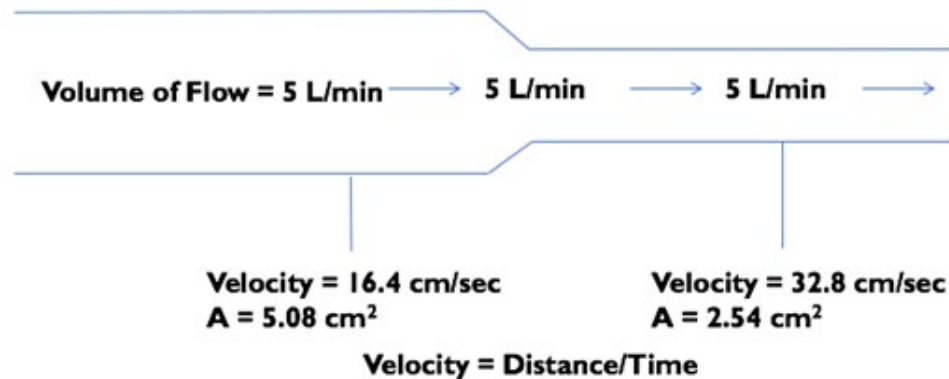 Volume of Flow = 5 L/min 5 L/min 5 L/min
Velocity = 16.4 cm/sec
A = 5.08 cm²
Velocity = 32.8 cm/sec
A = 2.54 cm²
Velocity = Distance/Time